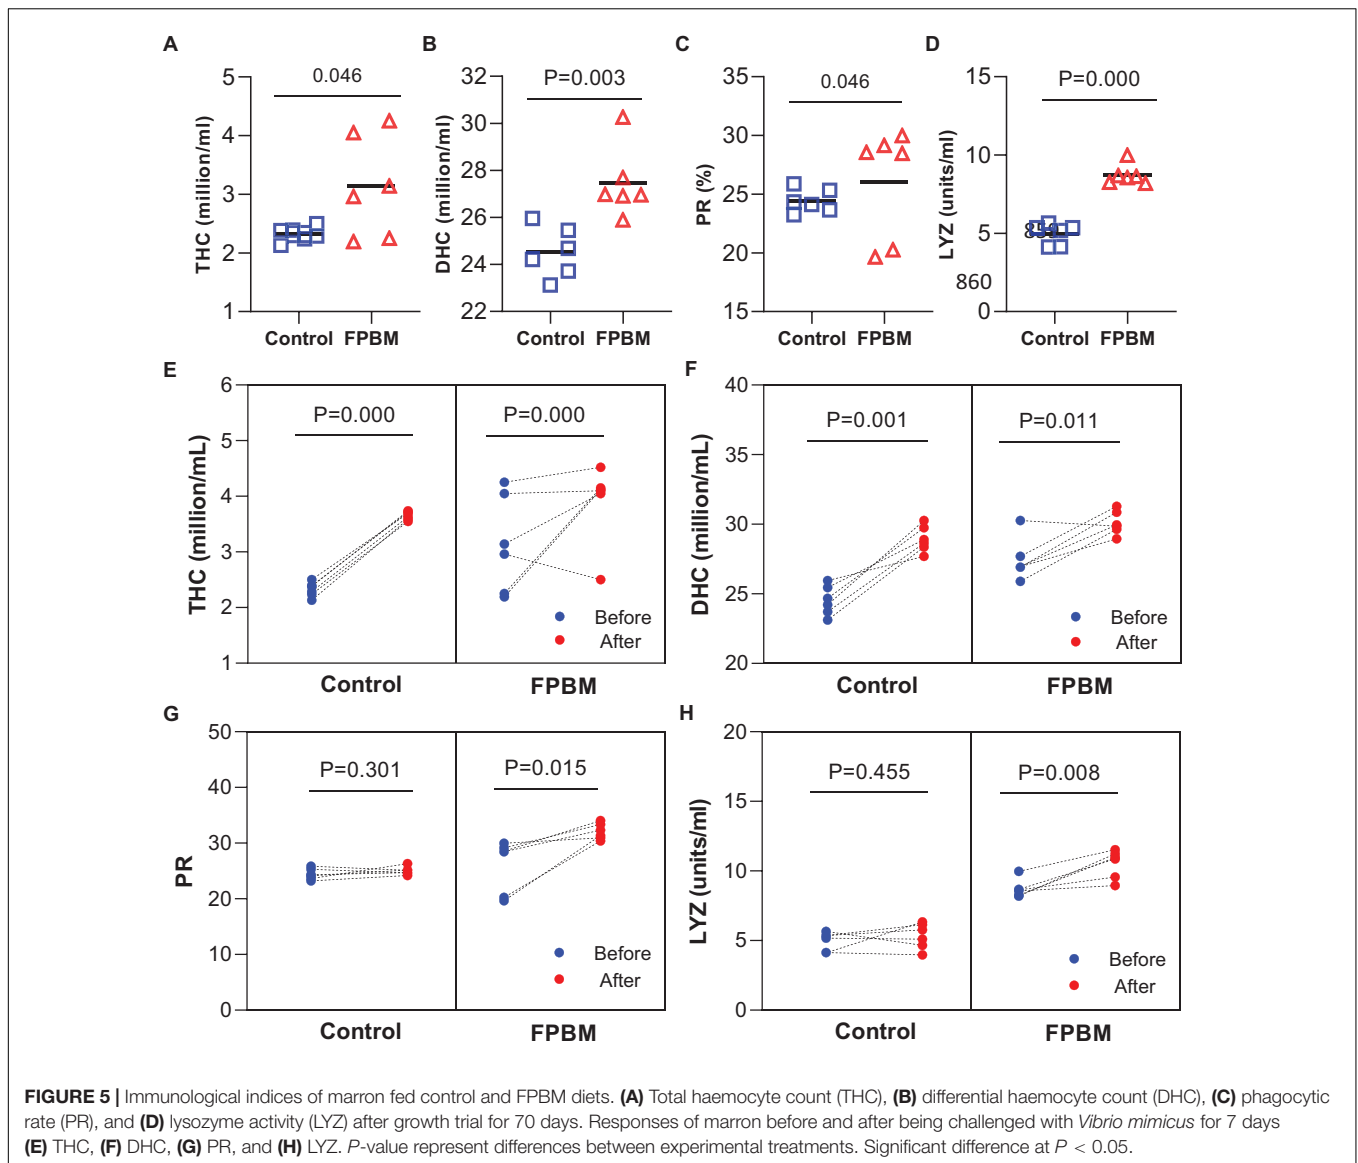 A
B
C
D
0.046
P=0.003
0.046
P=0.000
THC (million/ml)
5
4
3
2
1
Control FPBM
DHC (million/ml)
32
30
28
26
24
22
Control FPBM
PR (%)
35
30
25
20
15
Control FPBM
LYZ (units/ml)
15
10
5
0
860
Control FPBM
E
F
THC (million/mL)
6
5
4
3
2
1
P=0.000
P=0.000
Before
After
Control
FPBM
DHC (million/mL)
40
35
30
25
20
P=0.001
P=0.011
Before
After
Control
FPBM
G
H
PR
50
40
30
20
10
0
P=0.301
P=0.015
Before
After
Control
FPBM
LYZ (units/ml)
20
15
10
5
0
P=0.455
P=0.008
Before
After
Control
FPBM
FIGURE 5 | Immunological indices of marron fed control and FPBM diets. (A) Total haemocyte count (THC), (B) differential haemocyte count (DHC), (C) phagocytic
rate (PR), and (D) lysozyme activity (LYZ) after growth trial for 70 days. Responses of marron before and after being challenged with Vibrio mimicus for 7 days
(E) THC, (F) DHC, (G) PR, and (H) LYZ. P-value represent differences between experimental treatments. Significant difference at P < 0.05.